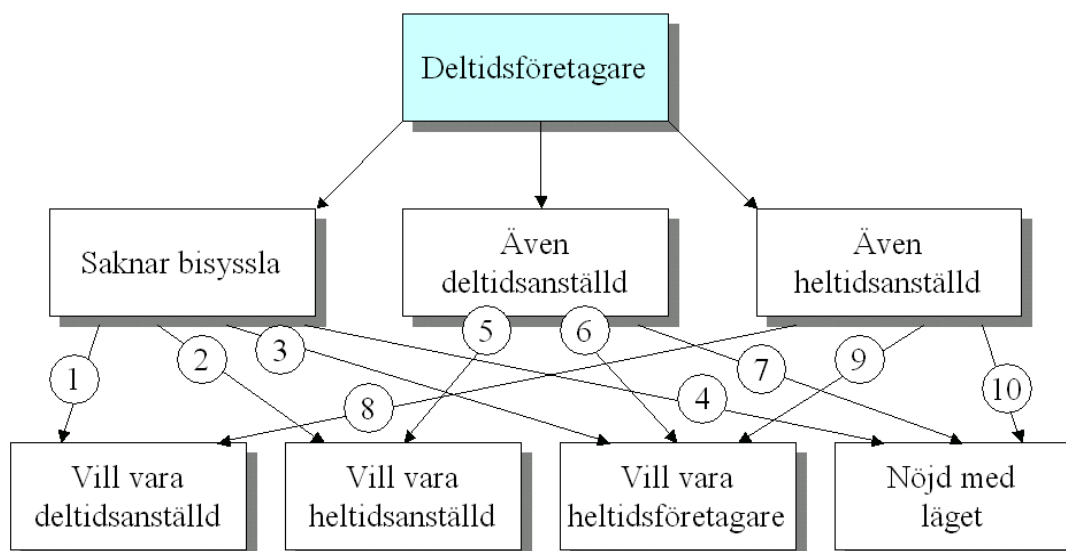 Deltidsföretagare
Saknar bisyssla
Även
deltidsanställd
Även
heltidsanställd
1
2
3
5
6
7
9
10
8
4
Vill vara
deltidsanställd
Vill vara
heltidsanställd
Vill vara
heltidsföretagare
Nöjd med
läget